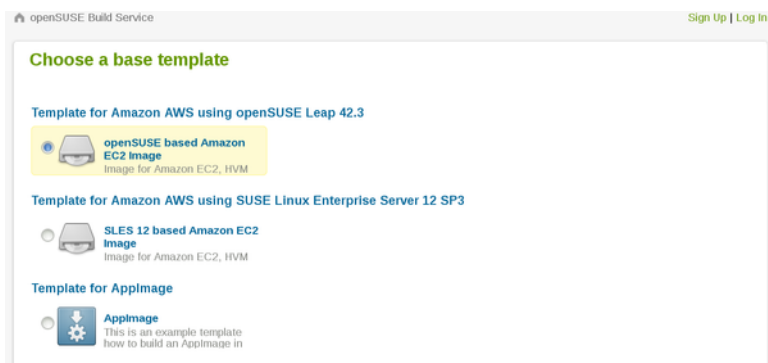 openSUSE Build Service
Sign Up | Log In
Choose a base template
Template for Amazon AWS using openSUSE Leap 42.3
openSUSE based Amazon
EC2 Image
Image for Amazon EC2, HVM
Template for Amazon AWS using SUSE Linux Enterprise Server 12 SP3
SLES 12 based Amazon EC2
Image
Image for Amazon EC2, HVM
Template for AppImage
AppImage
This is an example template
how to build an AppImage in